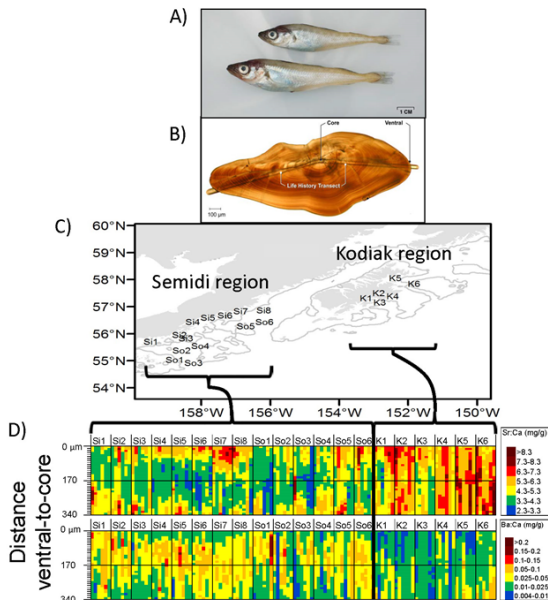 A)
1 CM
B)
Core
Ventral
Life History Transect
100 µm
C)
60°N
59°N
58°N
57°N
56°N
55°N
54°N
Kodiak region
Semidi region
K5
K6
K2
K1
K4
K3
Si7
Si8
Si6
Si5
Si4
So6
So5
Si2
Si3
Si1
So4
So2
So1
So3
158°W
156°W
154°W
152°W
150°W
D)
Distance
ventral-to-core
Si1 Si2 Si3 Si4 Si5 Si6 Si7 Si8 So1 So2 So3 So4 So5 So6 K1 K2 K3 K4 K5 K6
0 µm
170
340
Sr:Ca (mg/g)
>8.3
7.3-8.3
6.3-7.3
5.3-6.3
4.3-5.3
3.3-4.3
2.3-3.3
Si1 Si2 Si3 Si4 Si5 Si6 Si7 Si8 So1 So2 So3 So4 So5 So6 K1 K2 K3 K4 K5 K6
0 µm
170
340
Ba:Ca (mg/g)
>0.2
0.15-0.2
0.1-0.15
0.05-0.1
0.025-0.05
0.01-0.025
0.004-0.01